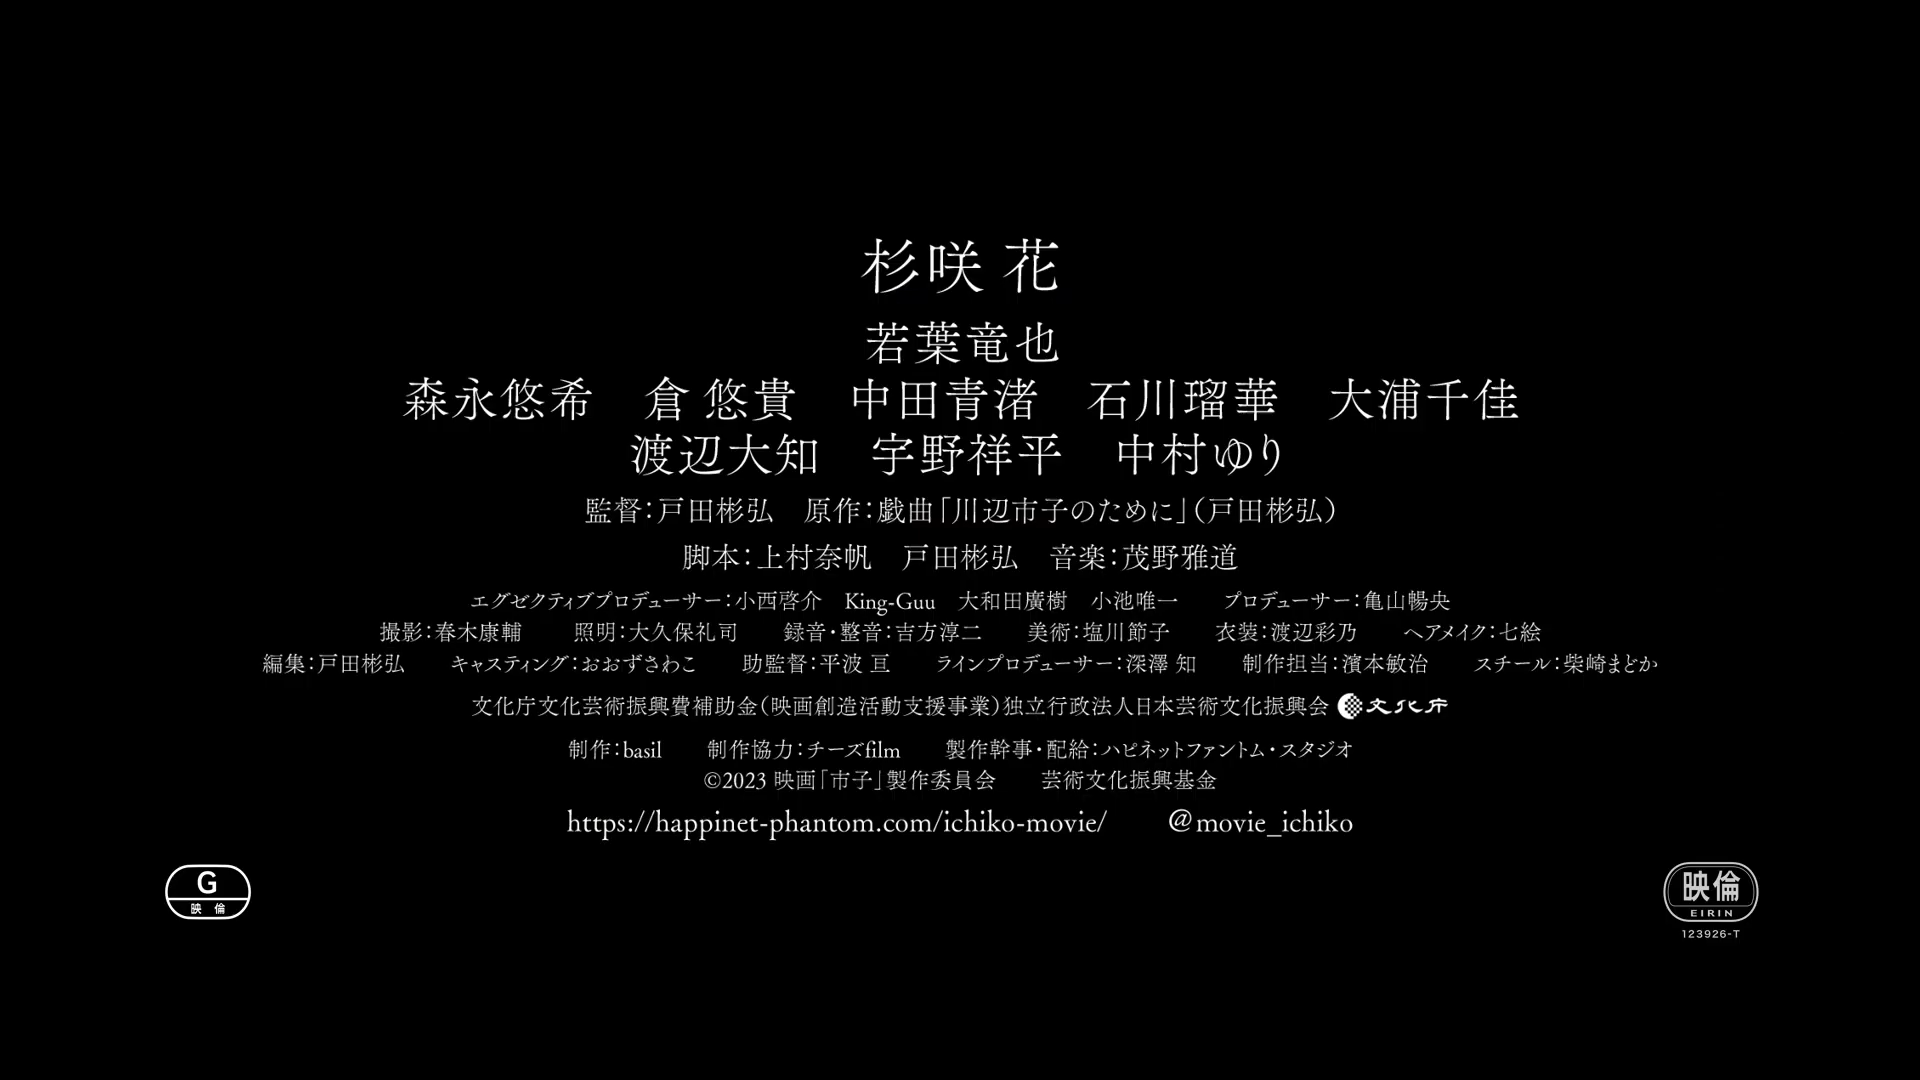 杉咲 花
若葉竜也
森永悠希　倉 悠貴　中田青渚　石川瑠華　大浦千佳
渡辺大知　宇野祥平　中村ゆり
監督：戸田彬弘　原作：戯曲「川辺市子のために」（戸田彬弘）
脚本：上村奈帆　戸田彬弘　音楽：茂野雅道
エグゼクティブプロデューサー：小西啓介　King-Guu　大和田廣樹　小池唯一　　プロデューサー：亀山暢央
撮影：春木康輔　　照明：大久保礼司　　録音・整音：吉方淳二　　美術：塩川節子　　衣装：渡辺彩乃　　ヘアメイク：七絵
編集：戸田彬弘　　キャスティング：おおずさわこ　　助監督：平波 亘　　ラインプロデューサー：深澤 知　　制作担当：濱本敏治　　スチール：柴崎まどか
文化庁文化芸術振興費補助金（映画創造活動支援事業）独立行政法人日本芸術文化振興会 文化庁
制作：basil　　制作協力：チーズfilm　　製作幹事・配給：ハピネットファントム・スタジオ
©2023 映画「市子」製作委員会　　芸術文化振興基金
https://happinet-phantom.com/ichiko-movie/　　@movie_ichiko
G
映倫
映倫
EIRIN
123926-T